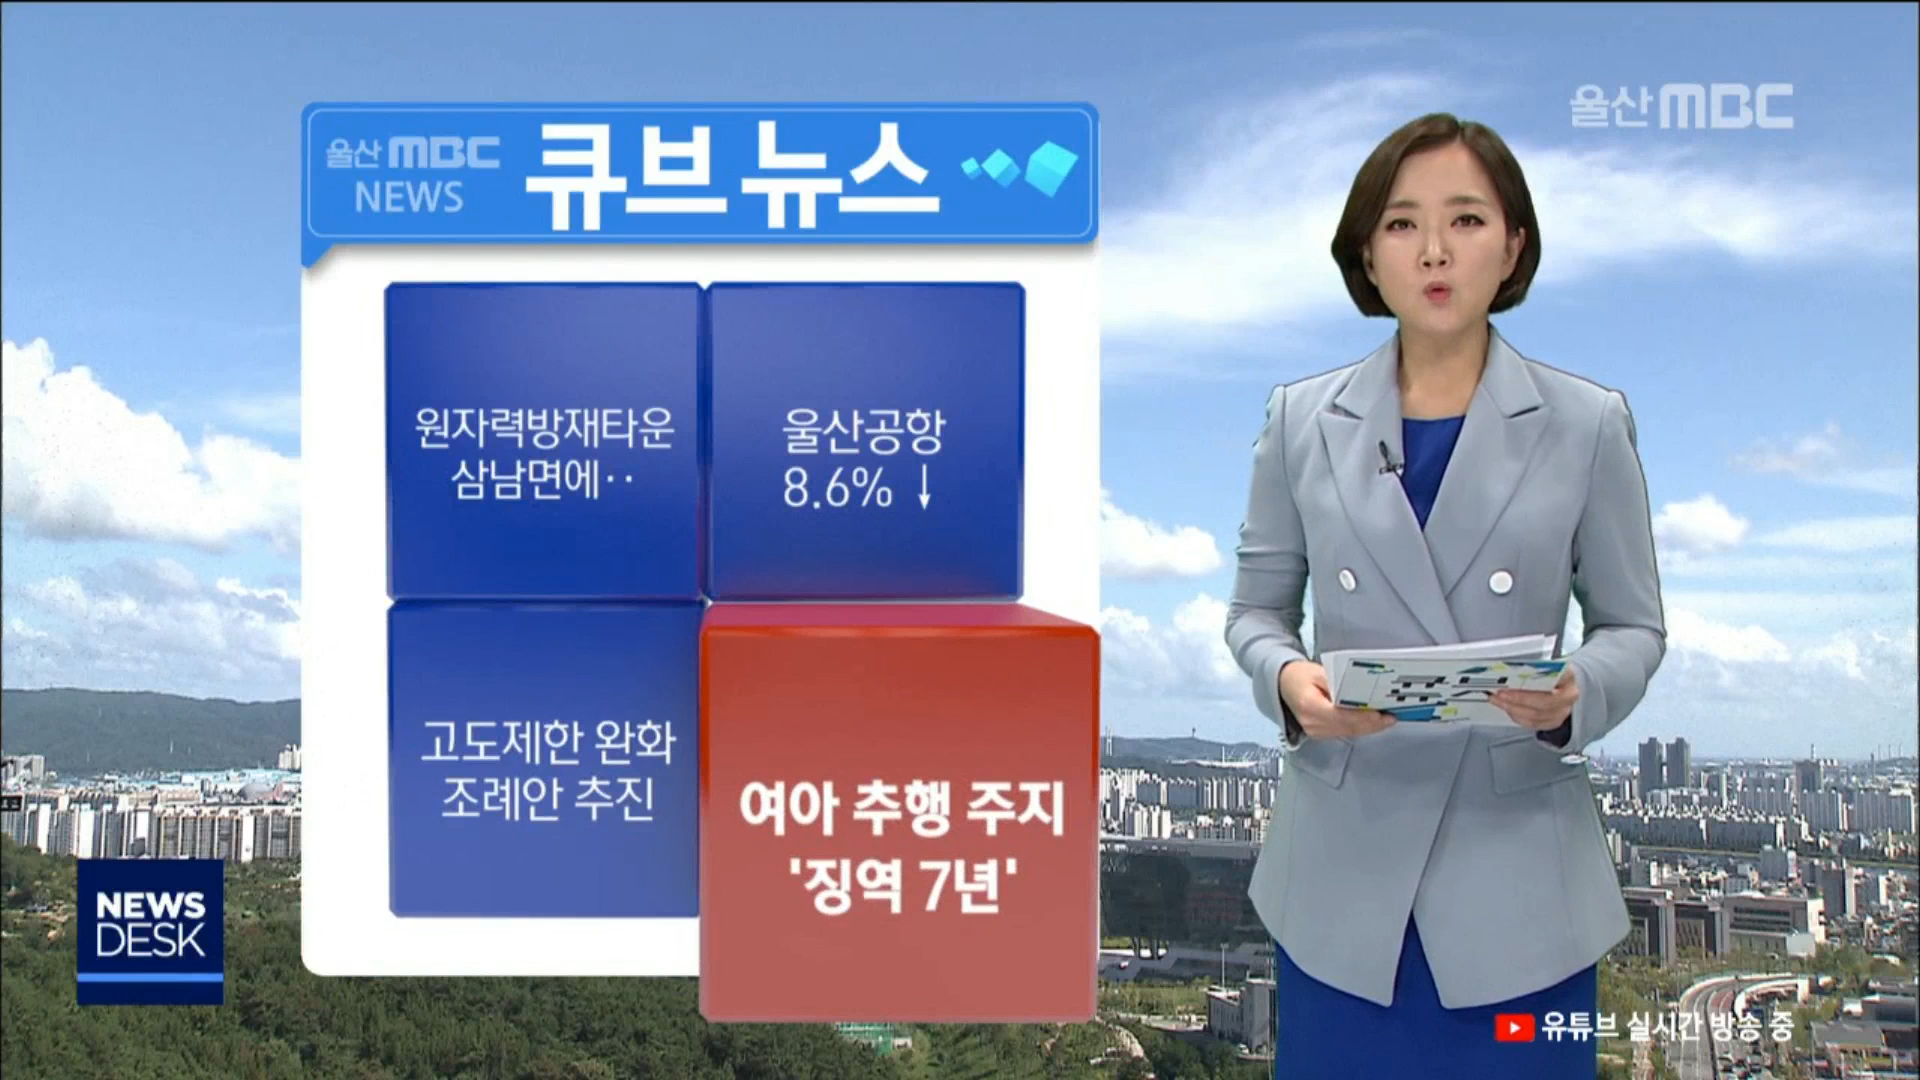 울산MBC
울산MBC
NEWS
큐브뉴스
원자력방재타운
삼남면에‥
울산공항
8.6% ↓
고도제한 완화
조례안 추진
여아 추행 주지
'징역 7년'
NEWS
DESK
유튜브 실시간 방송 중